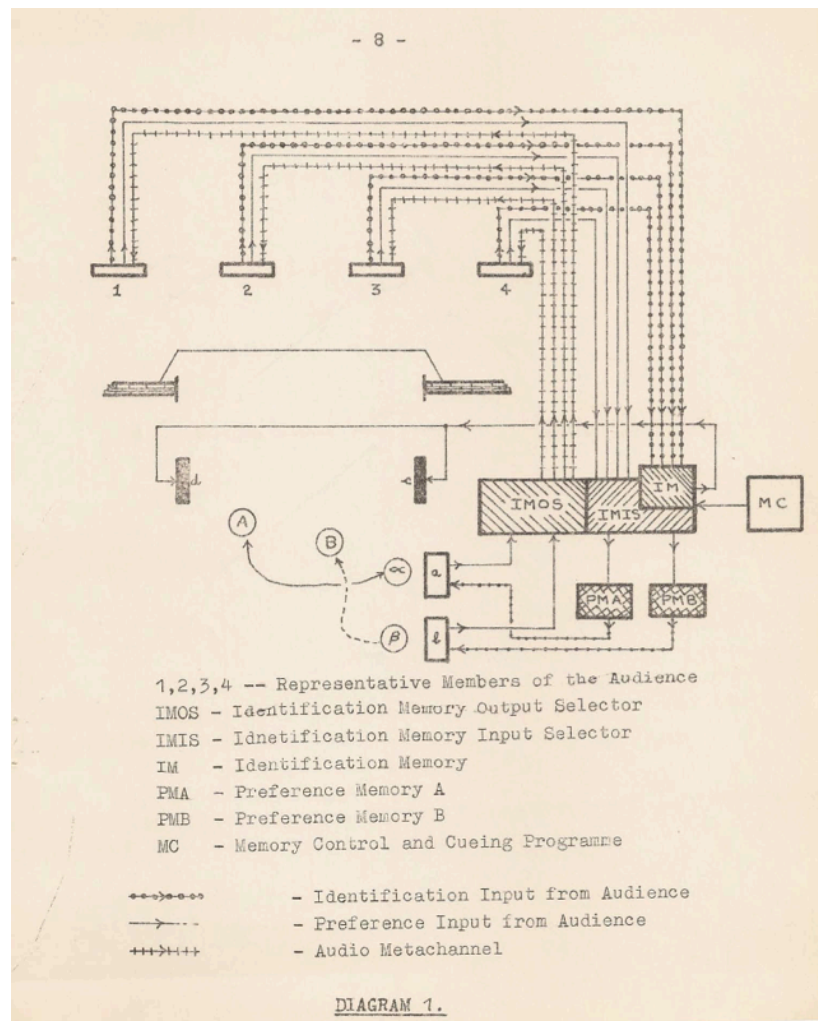 - 8 -
1
2
3
4
d
c
IMOS
IMIS
IM
MC
A
B
α
a
PMA
PMB
β
b
1,2,3,4 -- Representative Members of the Audience
IMOS - Identification Memory Output Selector
IMIS - Idnetification Memory Input Selector
IM - Identification Memory
PMA - Preference Memory A
PMB - Preference Memory B
MC - Memory Control and Cueing Programme
- Identification Input from Audience
- Preference Input from Audience
- Audio Metachannel
DIAGRAM 1.